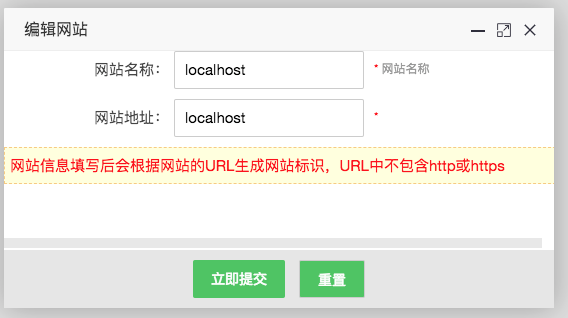 编辑网站
网站名称： localhost * 网站名称
网站地址： localhost *
网站信息填写后会根据网站的URL生成网站标识，URL中不包含http或https
立即提交 重置